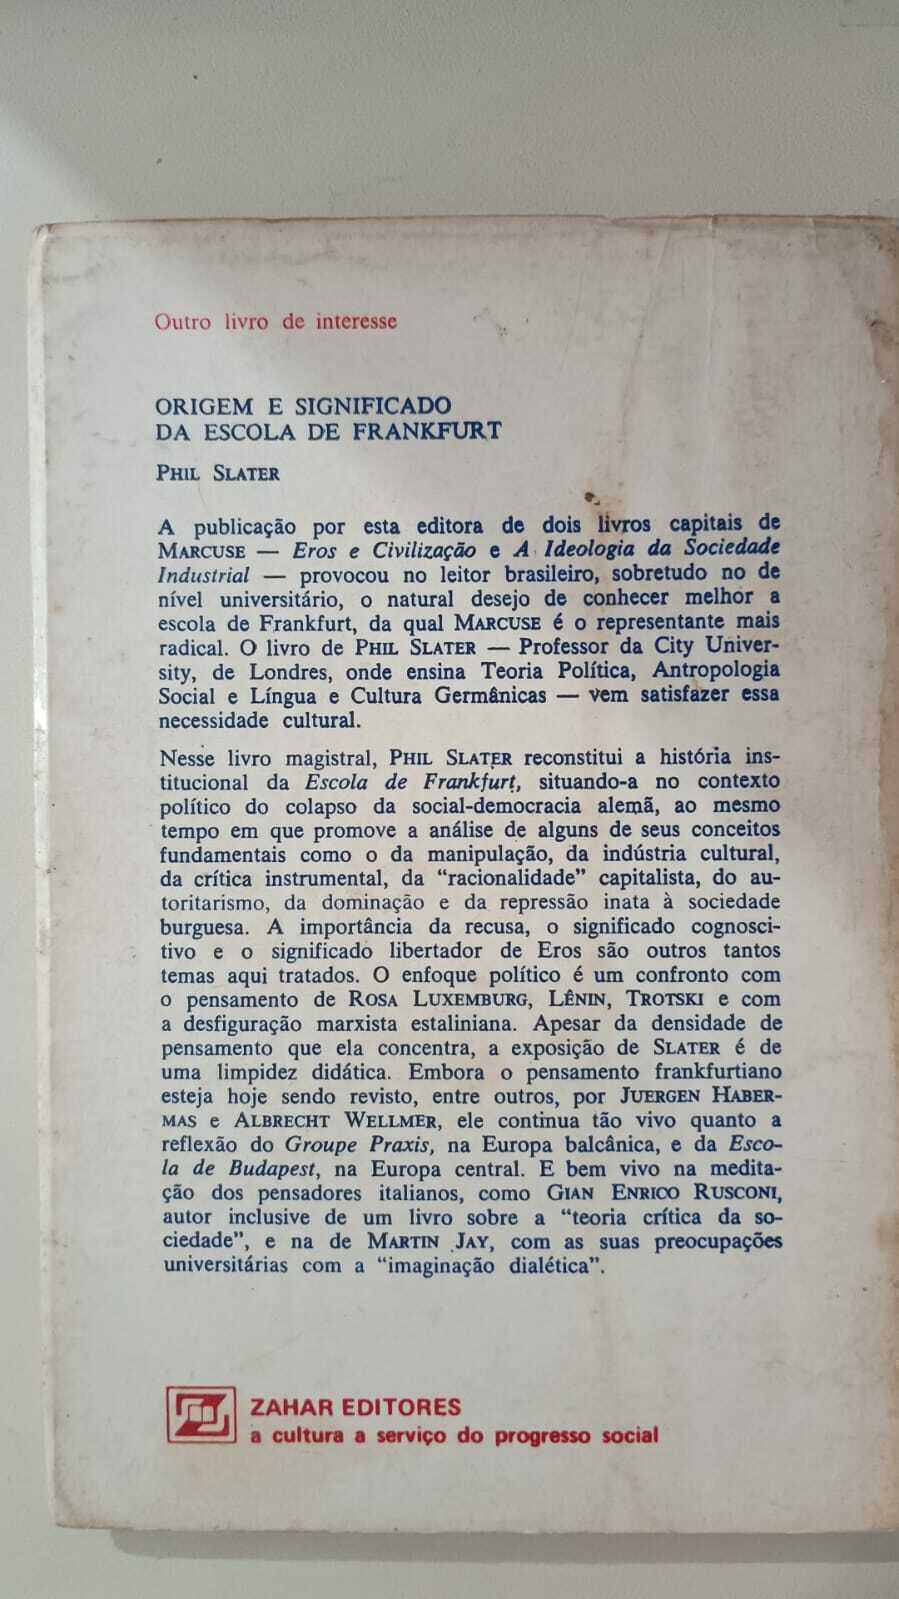 Outro livro de interesse
ORIGEM E SIGNIFICADO
DA ESCOLA DE FRANKFURT
PHIL SLATER
A publicação por esta editora de dois livros capitais de
MARCUSE — Eros e Civilização e A Ideologia da Sociedade
Industrial — provocou no leitor brasileiro, sobretudo no de
nível universitário, o natural desejo de conhecer melhor a
escola de Frankfurt, da qual MARCUSE é o representante mais
radical. O livro de PHIL SLATER — Professor da City Univer-
sity, de Londres, onde ensina Teoria Política, Antropologia
Social e Língua e Cultura Germânicas — vem satisfazer essa
necessidade cultural.
Nesse livro magistral, PHIL SLATER reconstitui a história ins-
titucional da Escola de Frankfurt, situando-a no contexto
político do colapso da social-democracia alemã, ao mesmo
tempo em que promove a análise de alguns de seus conceitos
fundamentais como o da manipulação, da indústria cultural,
da crítica instrumental, da “racionalidade” capitalista, do au-
toritarismo, da dominação e da repressão inata à sociedade
burguesa. A importância da recusa, o significado cognosci-
tivo e o significado libertador de Eros são outros tantos
temas aqui tratados. O enfoque político é um confronto com
o pensamento de ROSA LUXEMBURG, LÊNIN, TROTSKI e com
a desfiguração marxista estaliniana. Apesar da densidade de
pensamento que ela concentra, a exposição de SLATER é de
uma limpidez didática. Embora o pensamento frankfurtiano
esteja hoje sendo revisto, entre outros, por JUERGEN HABER-
MAS e ALBRECHT WELLMER, ele continua tão vivo quanto a
reflexão do Groupe Praxis, na Europa balcânica, e da Esco-
la de Budapest, na Europa central. E bem vivo na medita-
ção dos pensadores italianos, como GIAN ENRICO RUSCONI,
autor inclusive de um livro sobre a “teoria crítica da so-
ciedade”, e na de MARTIN JAY, com as suas preocupações
universitárias com a “imaginação dialética”.
ZAHAR EDITORES
a cultura a serviço do progresso social